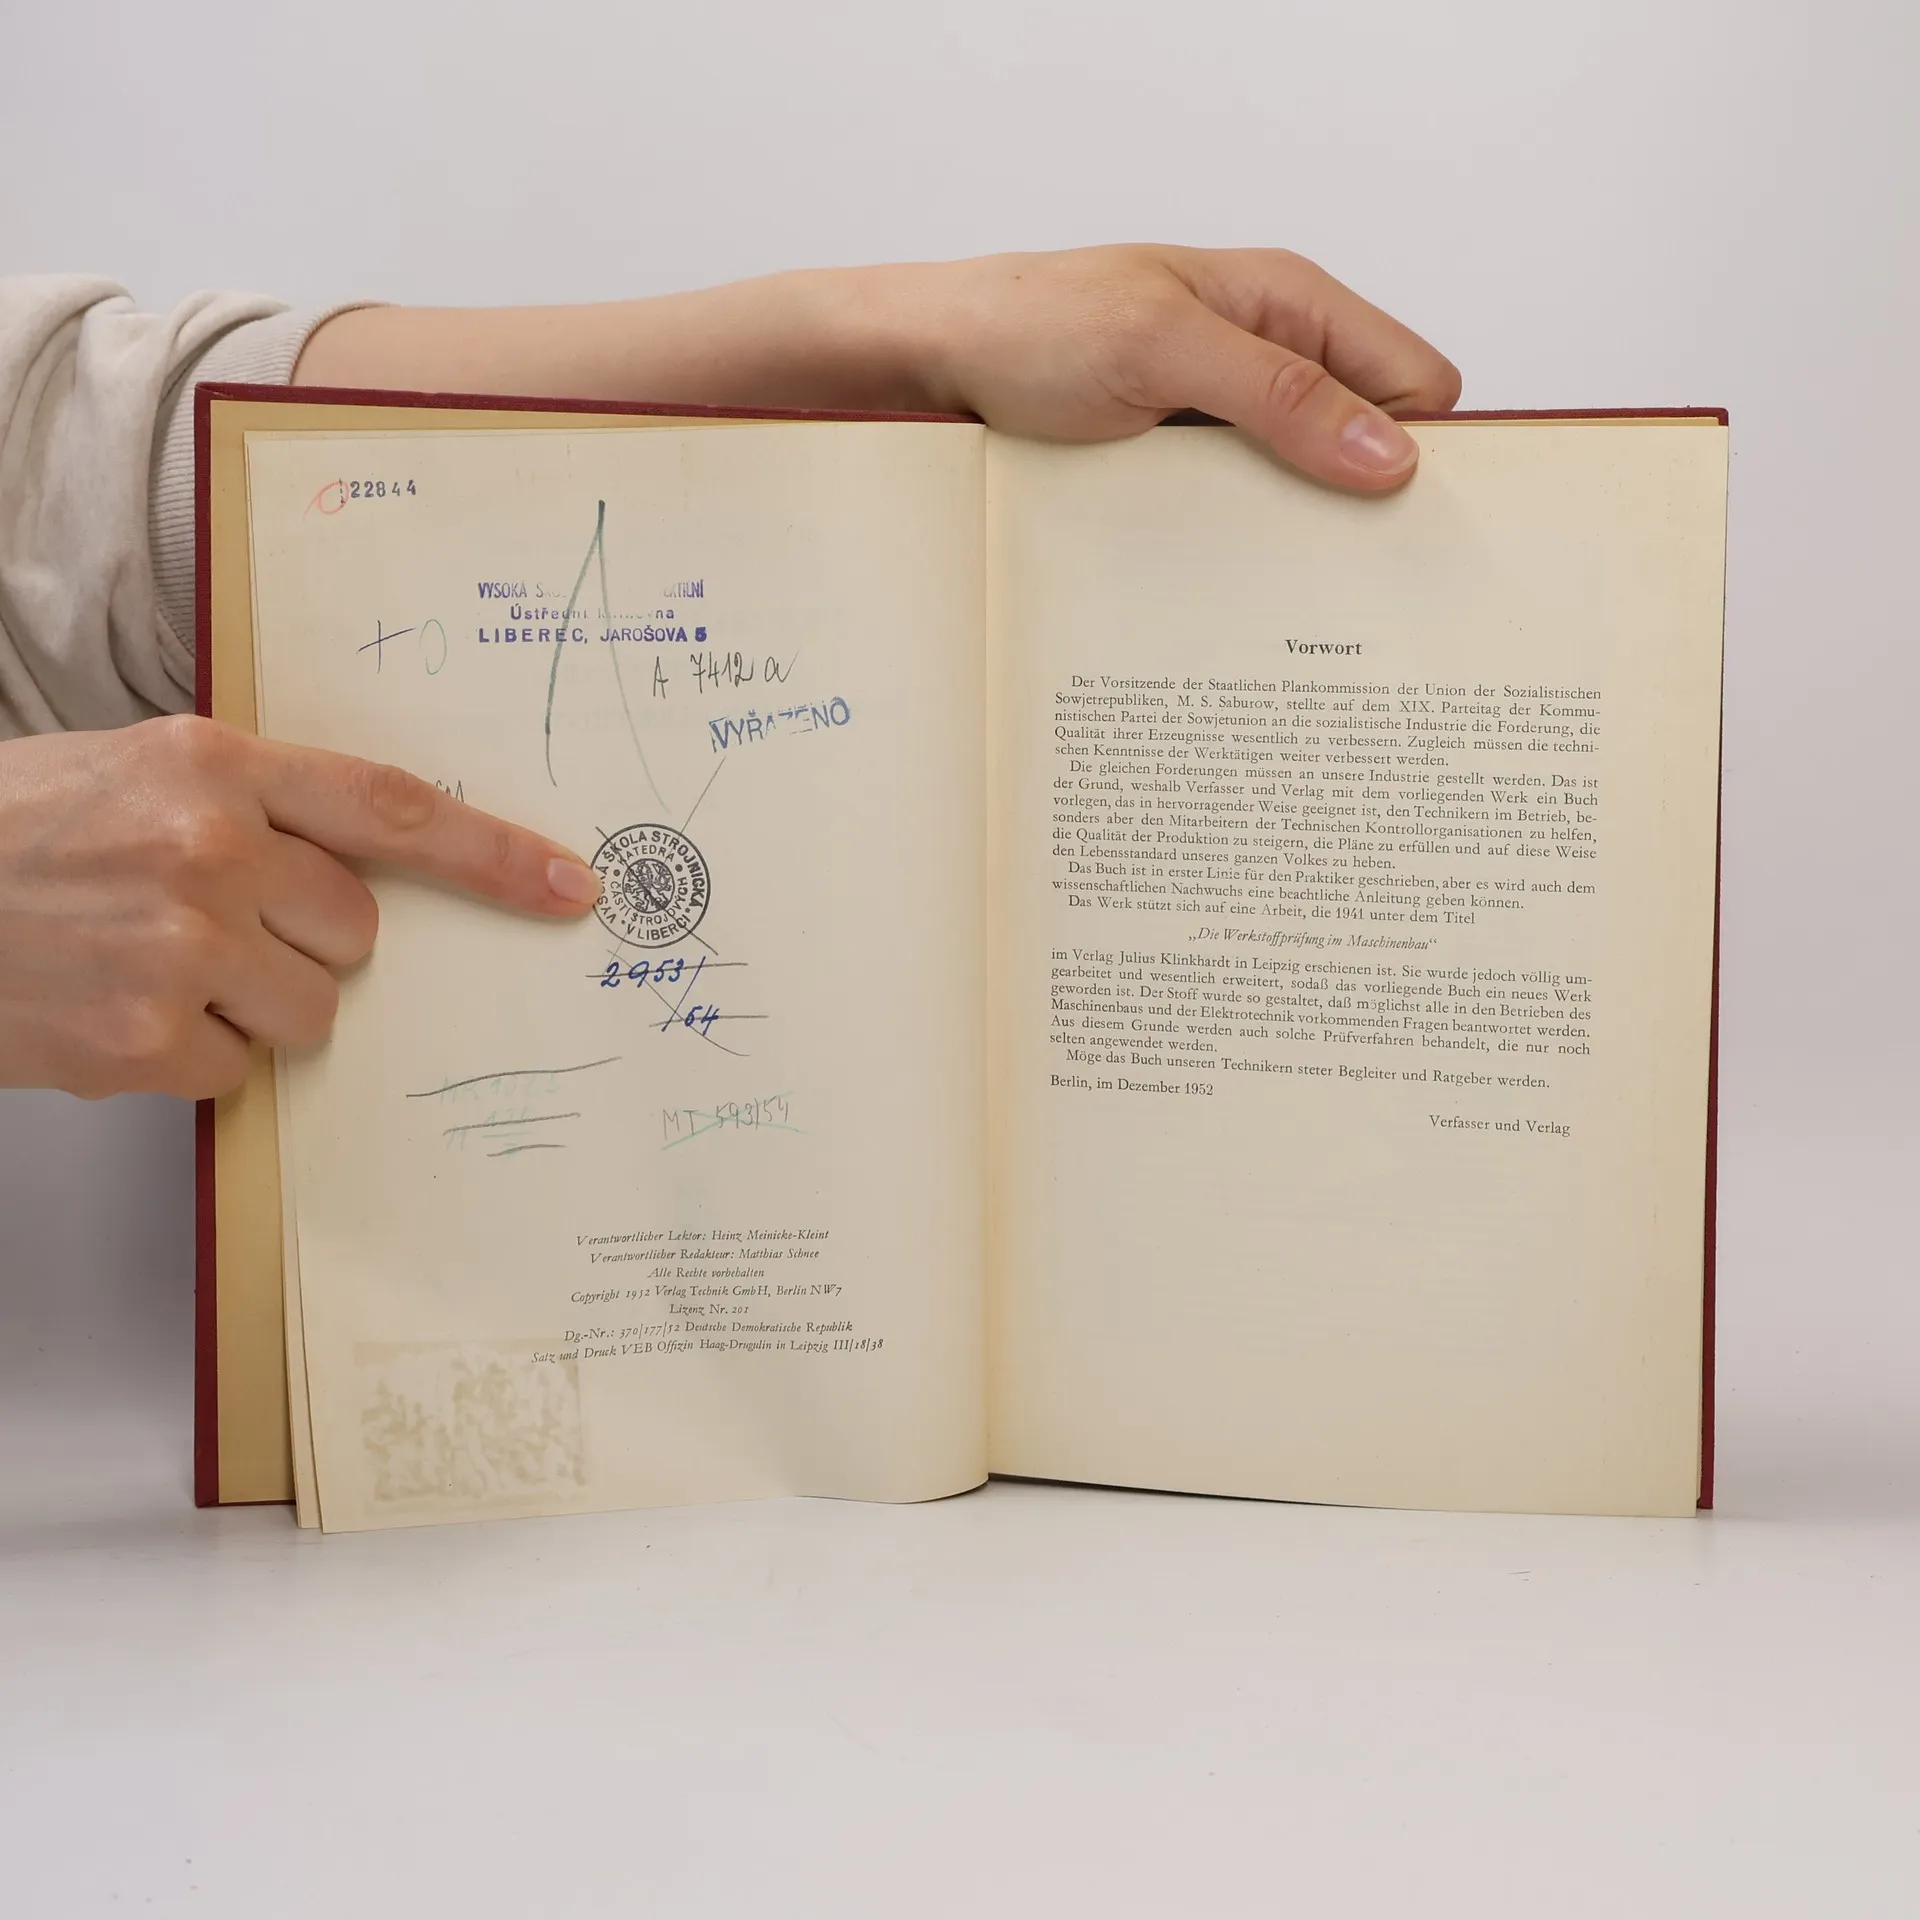 122844
VYSOKÁ
Ústřední
LIBEREC, JAROŠOVA 5
A 7412 a
VYŘAZENO
VYSOKÁ ŠKOLA STROJNICKÁ V LIBERCI
KATEDRA ČÁSTÍ STROJOVÝCH
2953/
/54
MT 593/54
Verantwortlicher Lektor: Heinz Meinicke-Kleint
Verantwortlicher Redakteur: Matthias Schnee
Alle Rechte vorbehalten
Copyright 1952 Verlag Technik GmbH, Berlin NW7
Lizenz Nr. 201
Dg.-Nr.: 370/177/52 Deutsche Demokratische Republik
Satz und Druck VEB Offizin Haag-Drugulin in Leipzig III/18/38
Vorwort
Der Vorsitzende der Staatlichen Plankommission der Union der Sozialistischen
Sowjetrepubliken, M. S. Saburow, stellte auf dem XIX. Parteitag der Kommu-
nistischen Partei der Sowjetunion an die sozialistische Industrie die Forderung, die
Qualität ihrer Erzeugnisse wesentlich zu verbessern. Zugleich müssen die techni-
schen Kenntnisse der Werktätigen weiter verbessert werden.
Die gleichen Forderungen müssen an unsere Industrie gestellt werden. Das ist
der Grund, weshalb Verfasser und Verlag mit dem vorliegenden Werk ein Buch
vorlegen, das in hervorragender Weise geeignet ist, den Technikern im Betrieb, be-
sonders aber den Mitarbeitern der Technischen Kontrollorganisationen zu helfen,
die Qualität der Produktion zu steigern, die Pläne zu erfüllen und auf diese Weise
den Lebensstandard unseres ganzen Volkes zu heben.
Das Buch ist in erster Linie für den Praktiker geschrieben, aber es wird auch dem
wissenschaftlichen Nachwuchs eine beachtliche Anleitung geben können.
Das Werk stützt sich auf eine Arbeit, die 1941 unter dem Titel
„Die Werkstoffprüfung im Maschinenbau“
im Verlag Julius Klinkhardt in Leipzig erschienen ist. Sie wurde jedoch völlig um-
gearbeitet und wesentlich erweitert, sodaß das vorliegende Buch ein neues Werk
geworden ist. Der Stoff wurde so gestaltet, daß möglichst alle in den Betrieben des
Maschinenbaus und der Elektrotechnik vorkommenden Fragen beantwortet werden.
Aus diesem Grunde werden auch solche Prüfverfahren behandelt, die nur noch
selten angewendet werden.
Möge das Buch unseren Technikern steter Begleiter und Ratgeber werden.
Berlin, im Dezember 1952
Verfasser und Verlag